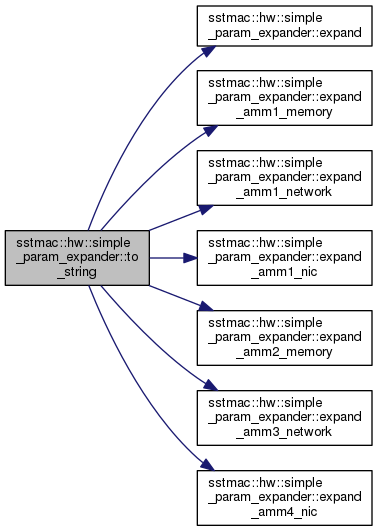 sstmac::hw::simple
_param_expander::expand
sstmac::hw::simple
_param_expander::expand
_amm1_memory
sstmac::hw::simple
_param_expander::expand
_amm1_network
sstmac::hw::simple
_param_expander::to
_string
sstmac::hw::simple
_param_expander::expand
_amm1_nic
sstmac::hw::simple
_param_expander::expand
_amm2_memory
sstmac::hw::simple
_param_expander::expand
_amm3_network
sstmac::hw::simple
_param_expander::expand
_amm4_nic